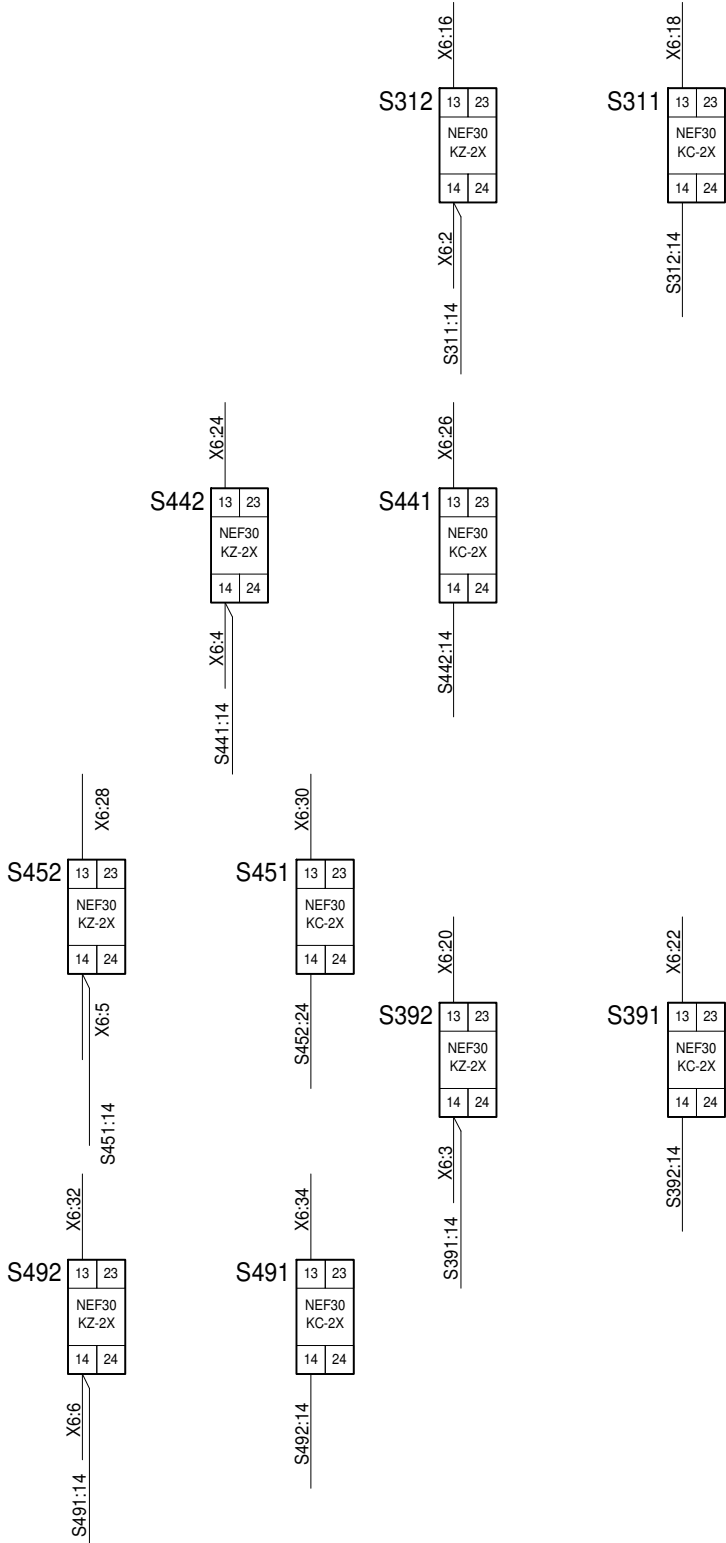 X6:16
S312
13 23
NEF30
KZ-2X
14 24
X6:2
S311:14
X6:18
S311
13 23
NEF30
KC-2X
14 24
S312:14
X6:24
S442
13 23
NEF30
KZ-2X
14 24
X6:4
S441:14
X6:26
S441
13 23
NEF30
KC-2X
14 24
S442:14
X6:28
S452
13 23
NEF30
KZ-2X
14 24
X6:5
S451:14
X6:30
S451
13 23
NEF30
KC-2X
14 24
S452:24
X6:20
S392
13 23
NEF30
KZ-2X
14 24
X6:3
S391:14
X6:22
S391
13 23
NEF30
KC-2X
14 24
S392:14
X6:32
S492
13 23
NEF30
KZ-2X
14 24
X6:6
S491:14
X6:34
S491
13 23
NEF30
KC-2X
14 24
S492:14